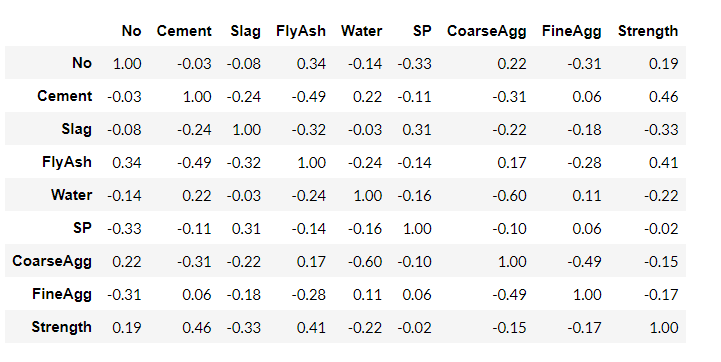 No Cement Slag FlyAsh Water SP CoarseAgg FineAgg Strength
No 1.00 -0.03 -0.08 0.34 -0.14 -0.33 0.22 -0.31 0.19
Cement -0.03 1.00 -0.24 -0.49 0.22 -0.11 -0.31 0.06 0.46
Slag -0.08 -0.24 1.00 -0.32 -0.03 0.31 -0.22 -0.18 -0.33
FlyAsh 0.34 -0.49 -0.32 1.00 -0.24 -0.14 0.17 -0.28 0.41
Water -0.14 0.22 -0.03 -0.24 1.00 -0.16 -0.60 0.11 -0.22
SP -0.33 -0.11 0.31 -0.14 -0.16 1.00 -0.10 0.06 -0.02
CoarseAgg 0.22 -0.31 -0.22 0.17 -0.60 -0.10 1.00 -0.49 -0.15
FineAgg -0.31 0.06 -0.18 -0.28 0.11 0.06 -0.49 1.00 -0.17
Strength 0.19 0.46 -0.33 0.41 -0.22 -0.02 -0.15 -0.17 1.00